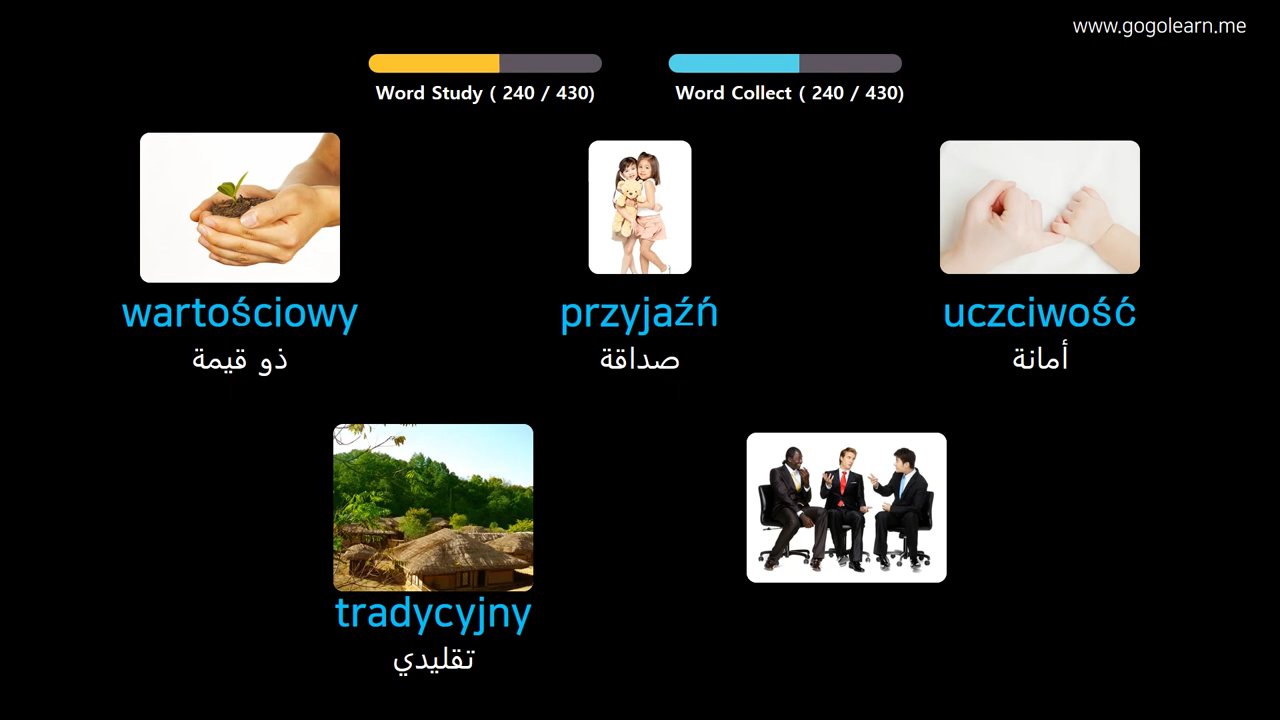 www.gogolearn.me
Word Study ( 240 / 430)
Word Collect ( 240 / 430)
wartościowy
ذو قيمة
przyjaźń
صداقة
uczciwość
أمانة
tradycyjny
تقليدي